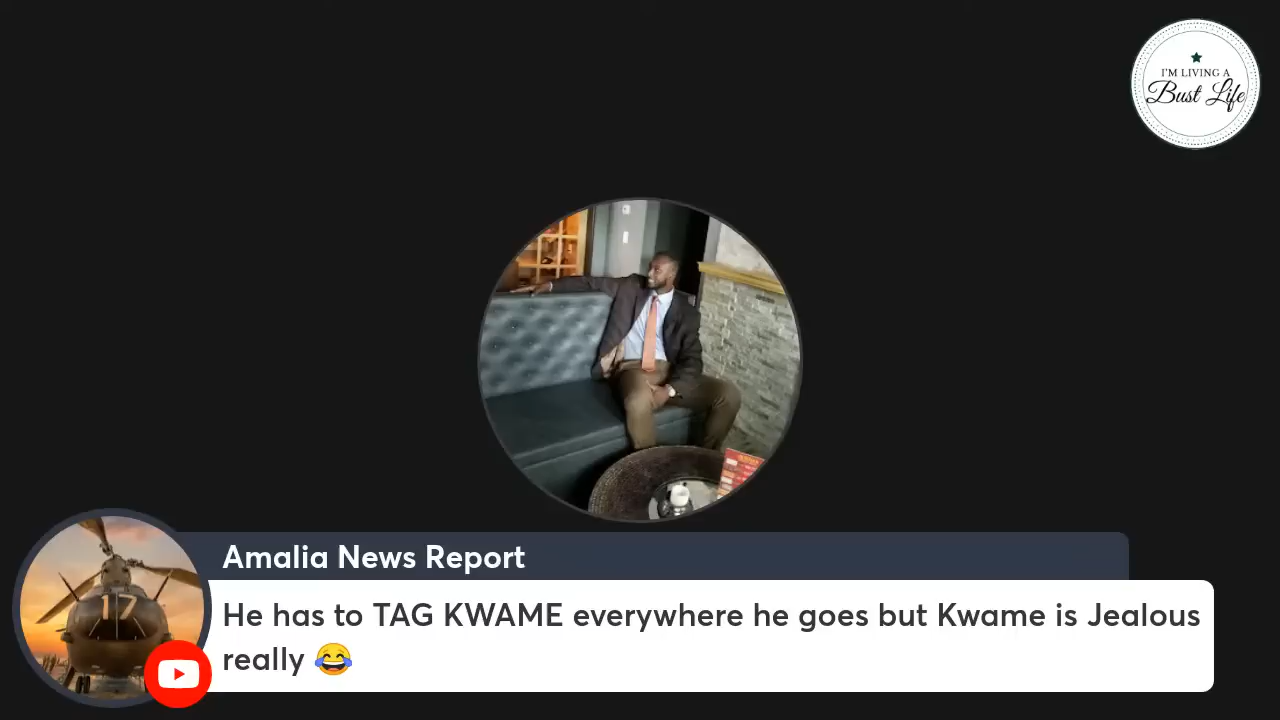 I'M LIVING A
Bust Life
17
Amalia News Report
He has to TAG KWAME everywhere he goes but Kwame is Jealous
really 😂